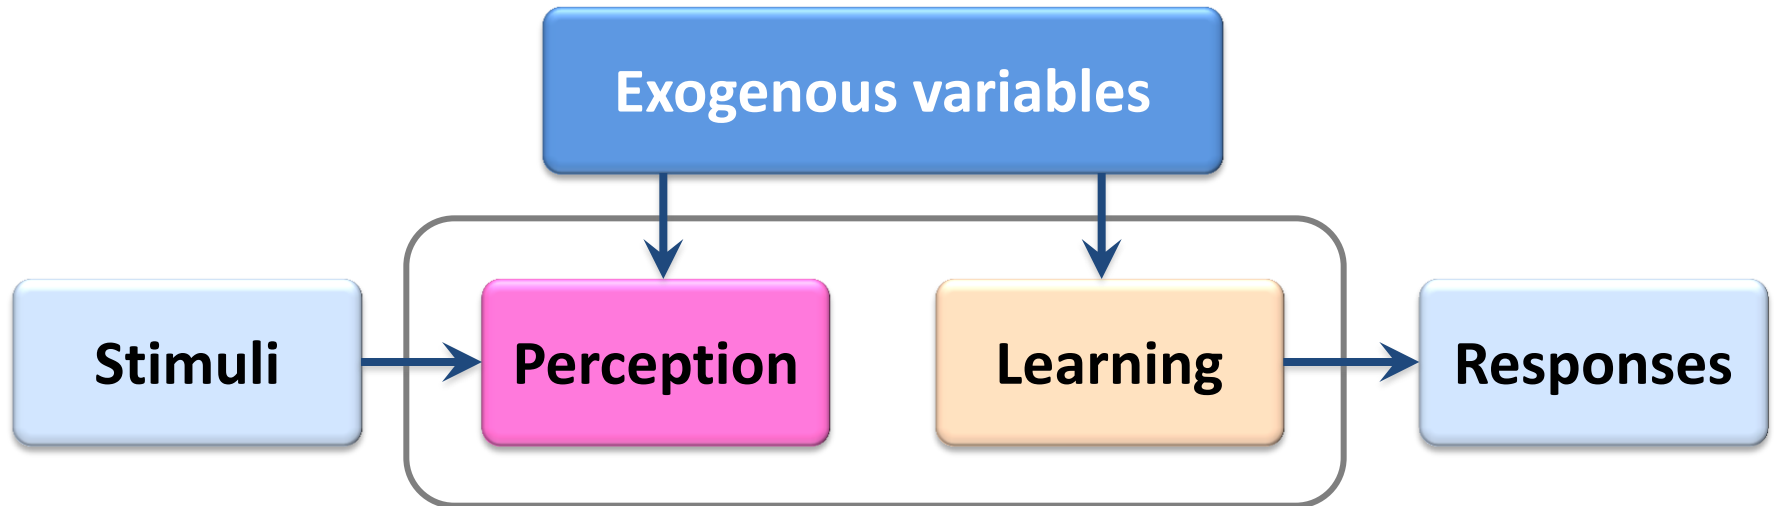 Exogenous variables
Stimuli
Perception
Learning
Responses